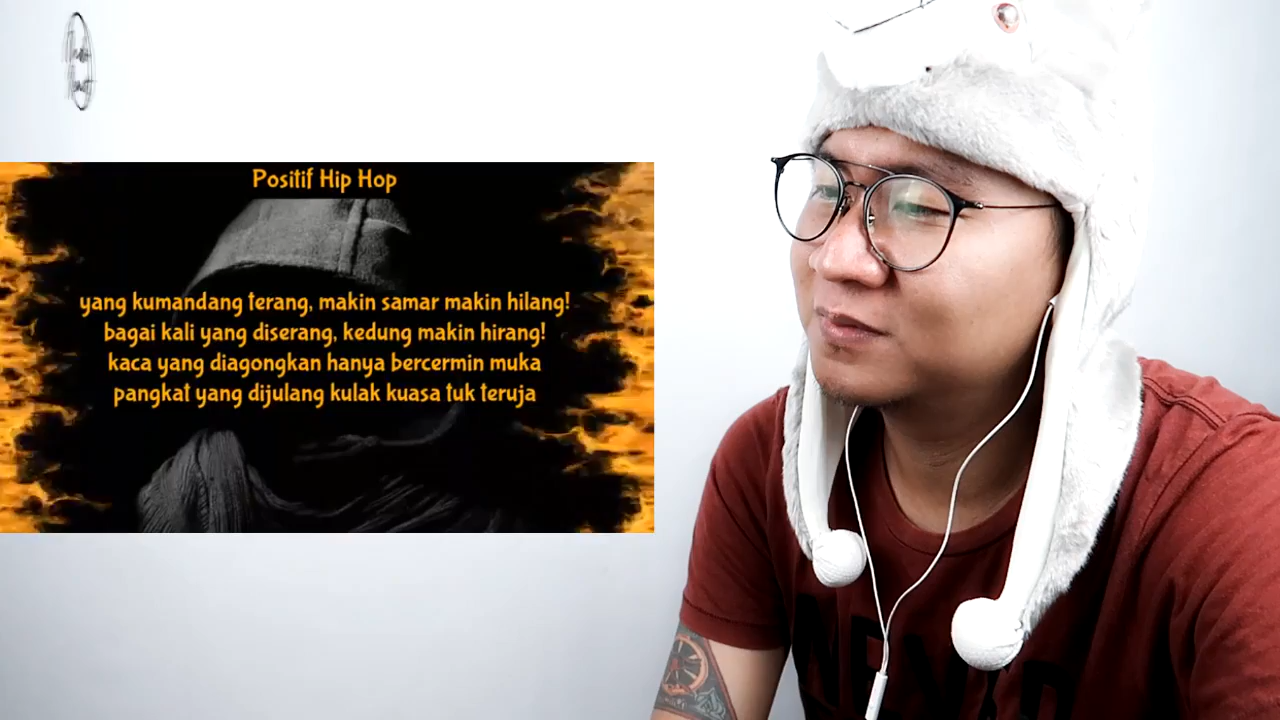 Positif Hip Hop
yang kumandang terang, makin samar makin hilang!
bagai kali yang diserang, kedung makin hirang!
kaca yang diagongkan hanya bercermin muka
pangkat yang dijulang kulak kuasa tuk teruja